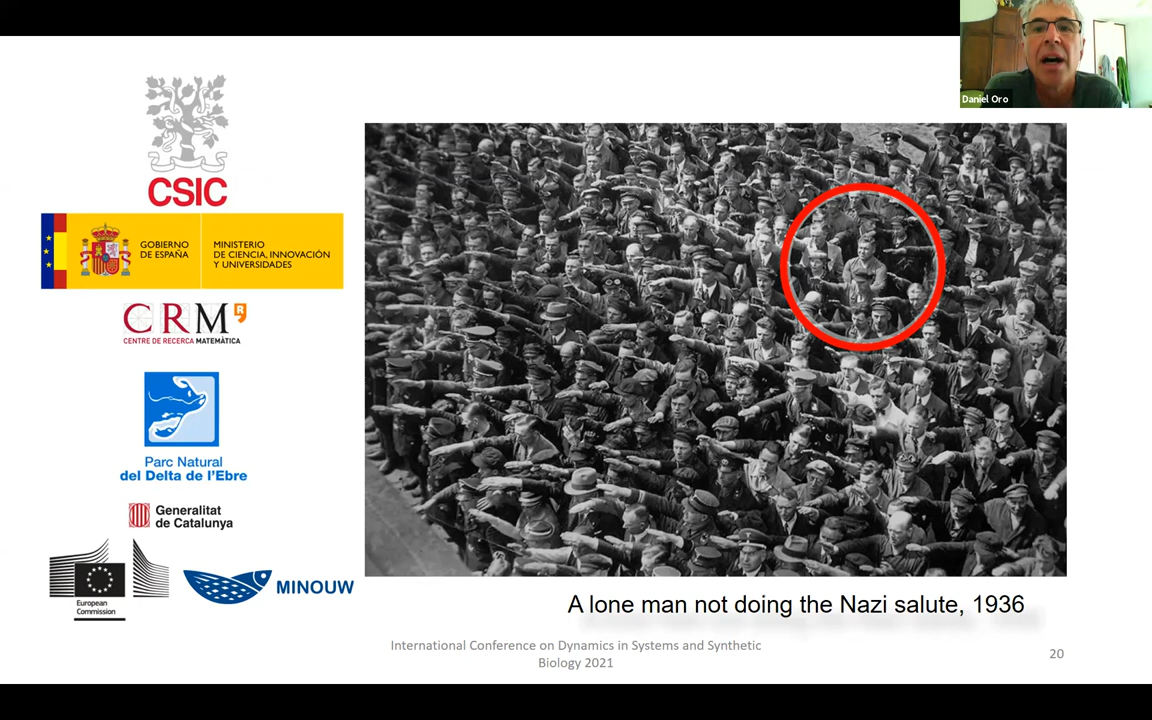 Daniel Oro
CSIC
GOBIERNO
DE ESPAÑA
MINISTERIO
DE CIENCIA, INNOVACIÓN
Y UNIVERSIDADES
CRM
R
CENTRE DE RECERCA MATEMÀTICA
Parc Natural
del Delta de l'Ebre
Generalitat
de Catalunya
European
Commission
MINOUW
A lone man not doing the Nazi salute, 1936
International Conference on Dynamics in Systems and Synthetic
Biology 2021
20